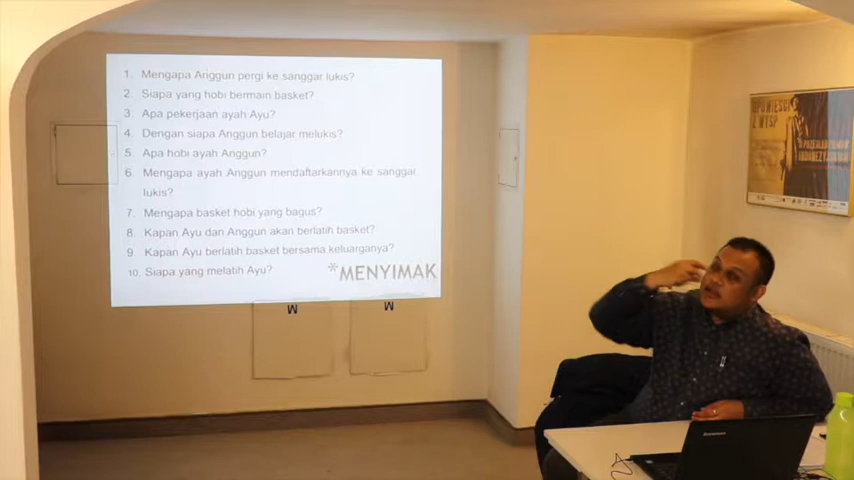 1. Mengapa Anggun pergi ke sanggar lukis?
2. Siapa yang hobi bermain basket?
3. Apa pekerjaan ayah Ayu?
4. Dengan siapa Anggun belajar melukis?
5. Apa hobi ayah Anggun?
6. Mengapa ayah Anggun mendaftarkannya ke sanggar
lukis?
7. Mengapa basket hobi yang bagus?
8. Kapan Ayu dan Anggun akan berlatih basket?
9 Kapan Ayu berlatih basket bersama keluarganya?
10. Siapa yang melatih Ayu?
*MENYIMAK
M
M
OPOWIEŚCI
Z WYSP